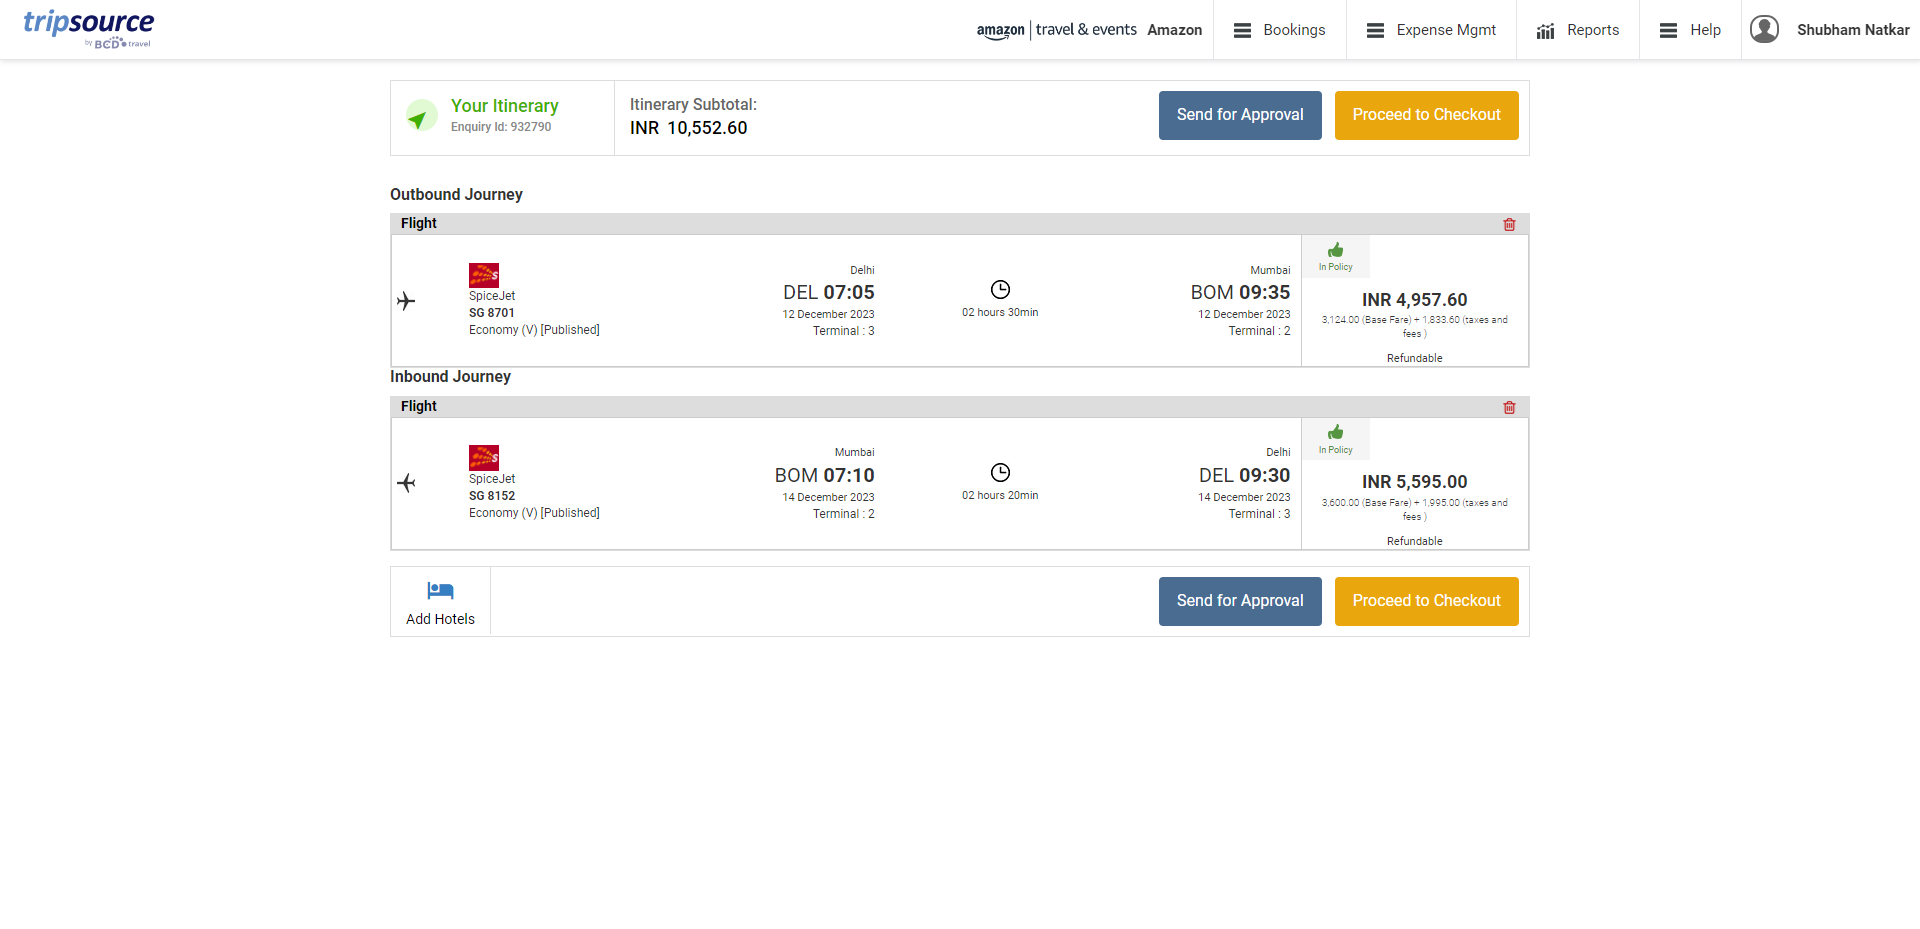 tripsource
by BCD travel
amazon | travel & events Amazon
Bookings
Expense Mgmt
Reports
Help
Shubham Natkar
Your Itinerary
Enquiry Id: 932790
Itinerary Subtotal:
INR 10,552.60
Send for Approval
Proceed to Checkout
Outbound Journey
Flight
SpiceJet
SG 8701
Economy (V) [Published]
Delhi
DEL 07:05
12 December 2023
Terminal : 3
02 hours 30min
Mumbai
BOM 09:35
12 December 2023
Terminal : 2
In Policy
INR 4,957.60
3,124.00 (Base Fare) + 1,833.60 (taxes and
fees )
Refundable
Inbound Journey
Flight
SpiceJet
SG 8152
Economy (V) [Published]
Mumbai
BOM 07:10
14 December 2023
Terminal : 2
02 hours 20min
Delhi
DEL 09:30
14 December 2023
Terminal : 3
In Policy
INR 5,595.00
3,600.00 (Base Fare) + 1,995.00 (taxes and
fees )
Refundable
Add Hotels
Send for Approval
Proceed to Checkout